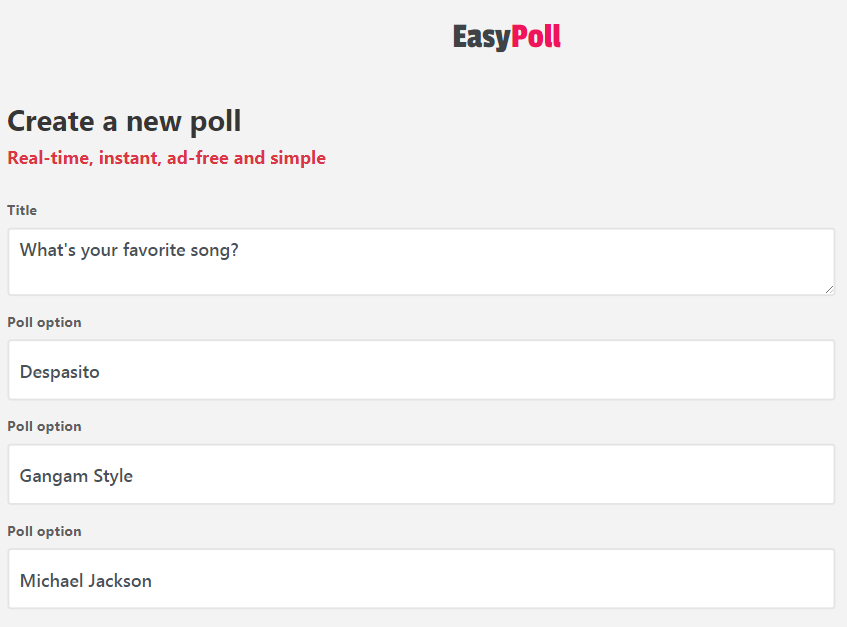 EasyPoll
Create a new poll
Real-time, instant, ad-free and simple
Title
What's your favorite song?
Poll option
Despasito
Poll option
Gangam Style
Poll option
Michael Jackson